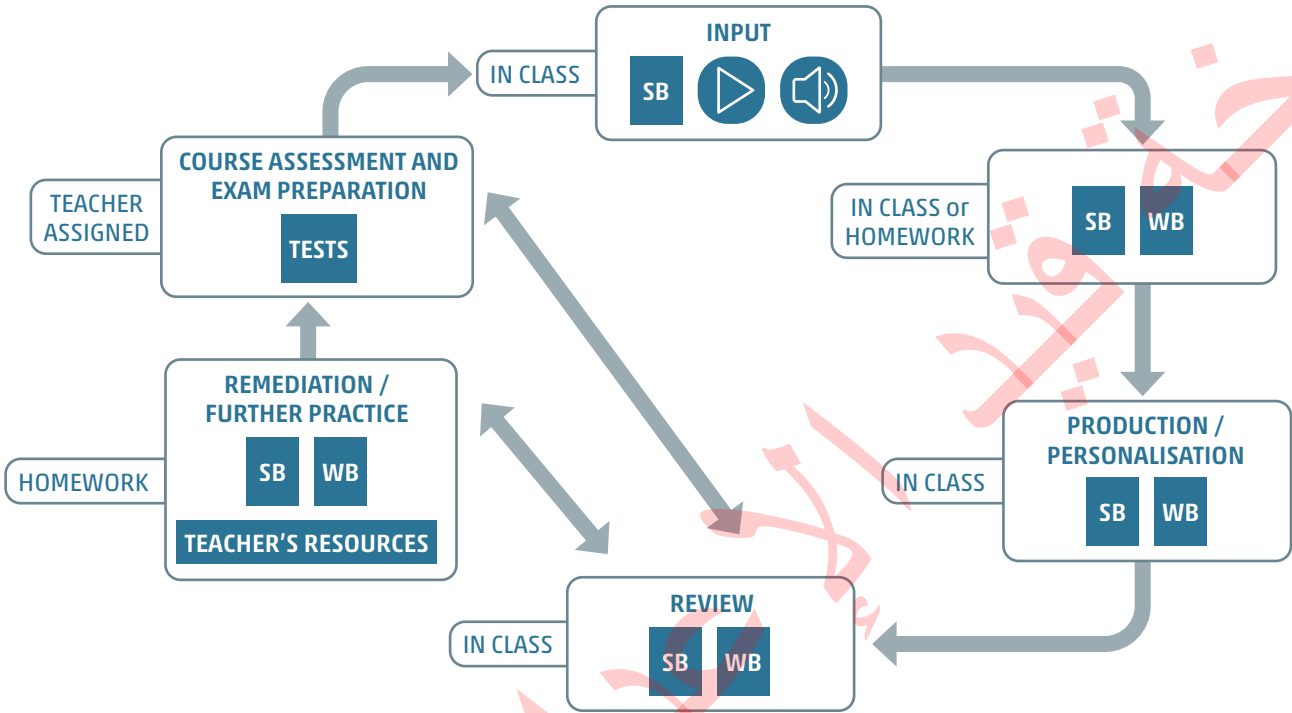 INPUT
IN CLASS
SB
COURSE ASSESSMENT AND
EXAM PREPARATION
TEACHER
ASSIGNED
TESTS
IN CLASS or
HOMEWORK
SB WB
REMEDIATION /
FURTHER PRACTICE
HOMEWORK
SB WB
TEACHER'S RESOURCES
PRODUCTION /
PERSONALISATION
IN CLASS
SB WB
REVIEW
IN CLASS
SB WB